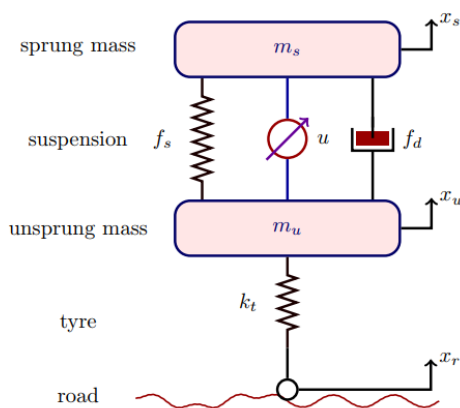 x_s
sprung mass m_s
suspension f_s u f_d
x_u
unsprung mass m_u
k_t
tyre
x_r
road